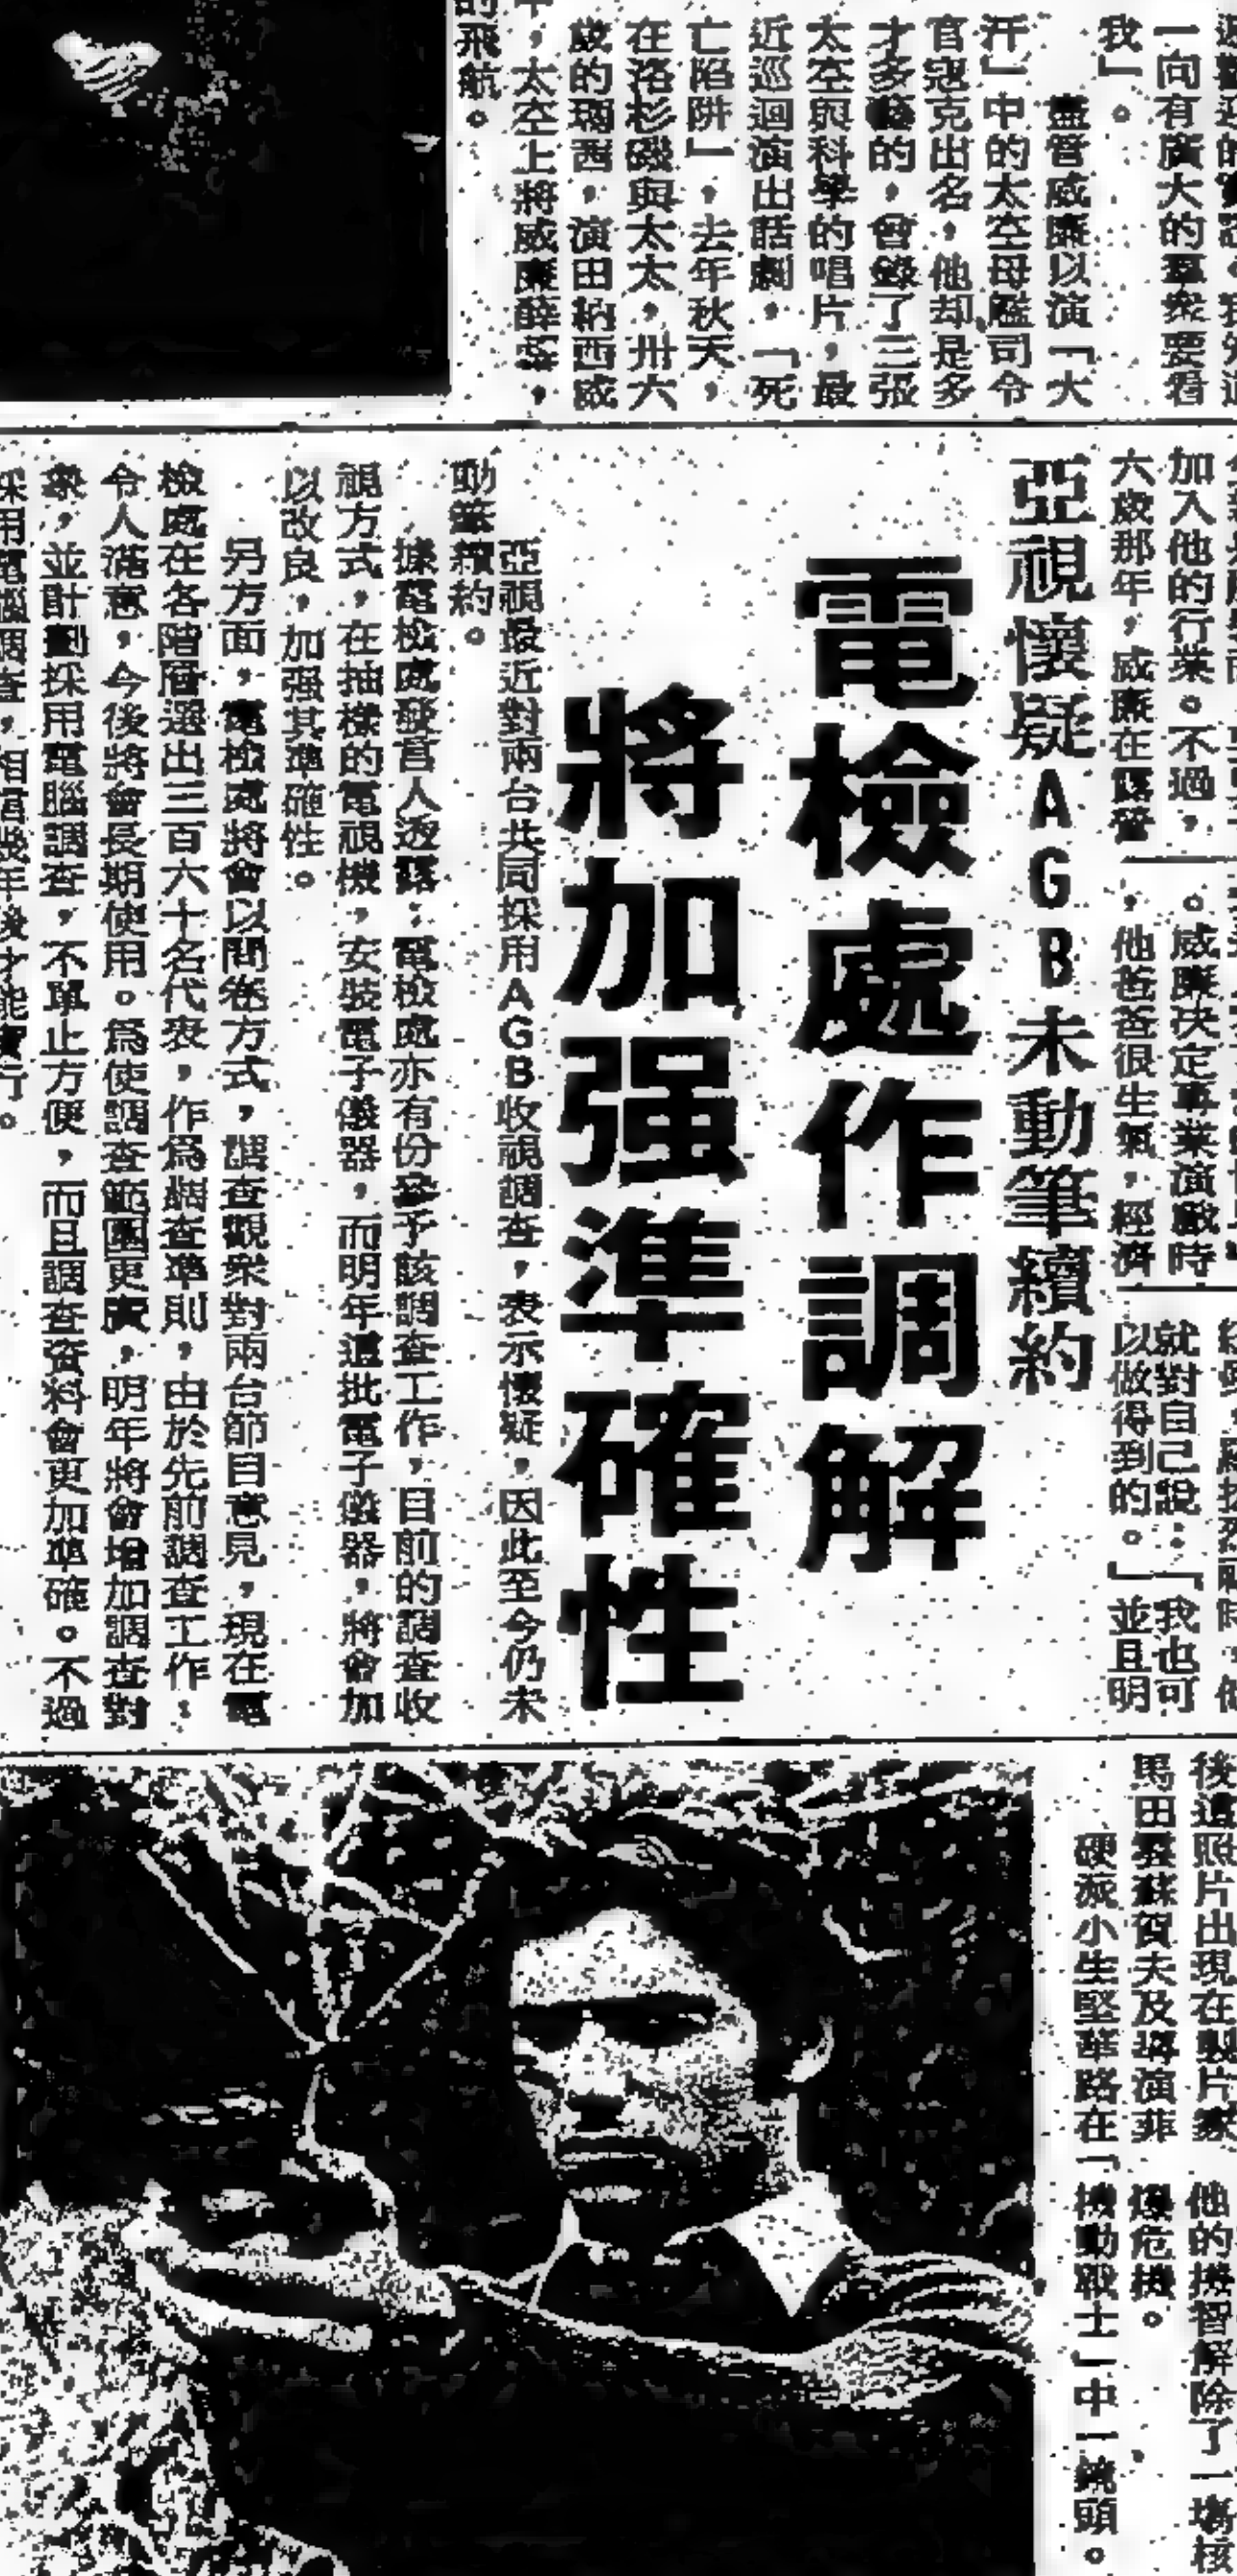 一向有廣大的羣衆要看
我」。
盡管威廉以演「大
汗」中的太空母艦司令
官寇克出名，他却是多
才多藝的，曾錄了三張
太空與科學的唱片，最
近巡迴演出話劇，「死
亡陷阱」，去年秋天，
在洛杉磯與太太，卅六
歲的瑪西，演田納西威
，太空上將威廉薛
的飛航。
加入他的行業。不過，
六歲那年，威廉在露營
。威廉決定專業演戲時
，他爸爸很生氣，經濟
就對自己說：「我也可
以做得到的。」並且明
亞視懷疑AGB未動筆續約
電檢處作調解
將加强準確性
亞視最近對兩台共同採用AGB收視調查，表示懷疑，因此至今仍未
動筆續約。
據電檢處發言人透露，電檢處亦有份參予該調查工作，目前的調查收
視方式，在抽樣的電視機，安裝電子儀器，而明年這批電子儀器，將會加
以改良，加强其準確性。
另方面，電檢處將會以問卷方式，調查觀衆對兩台節目意見，現在電
檢處在各階層選出三百六十名代表，作爲調查準則，由於先前調查工作，
令人滿意，今後將會長期使用。爲使調查範圍更廣，明年將會增加調查對
象，並計劃採用電腦調查，不單止方便，而且調查資料會更加準確。不過
採用電腦調查，相信幾年後才能實行。
後這照片出現在製片家
馬田蘇賀夫及導演菲
硬派小生堅華路在「機動戰士」中一鏡頭。
他的機智解除了一場核
爆危機。